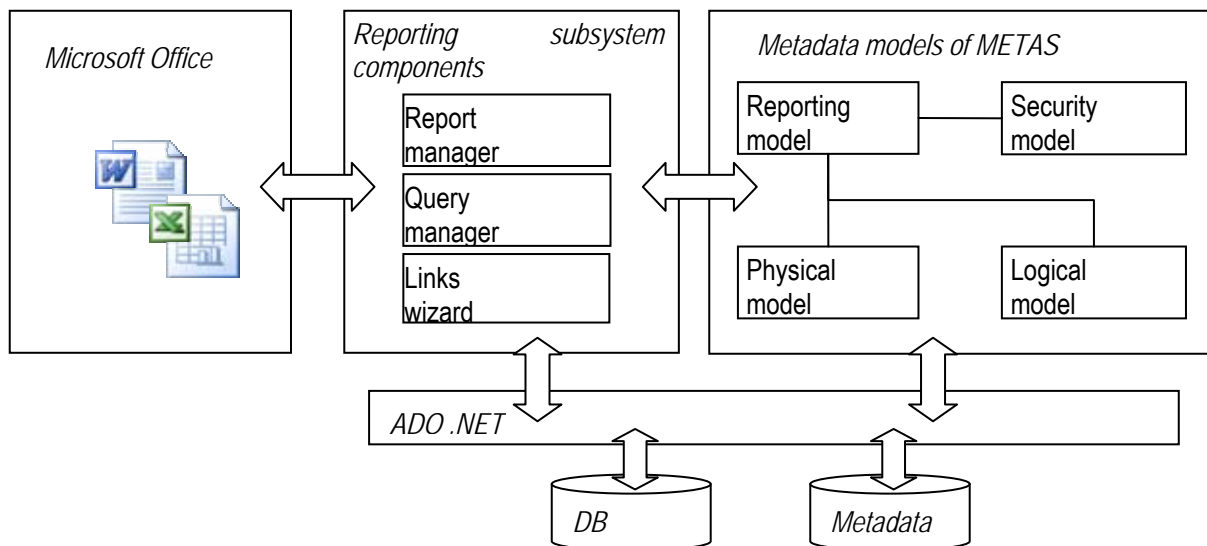 Microsoft Office
Reporting subsystem
components
Report
manager
Query
manager
Links
wizard
Metadata models of METAS
Reporting
model
Security
model
Physical
model
Logical
model
ADO .NET
DB
Metadata